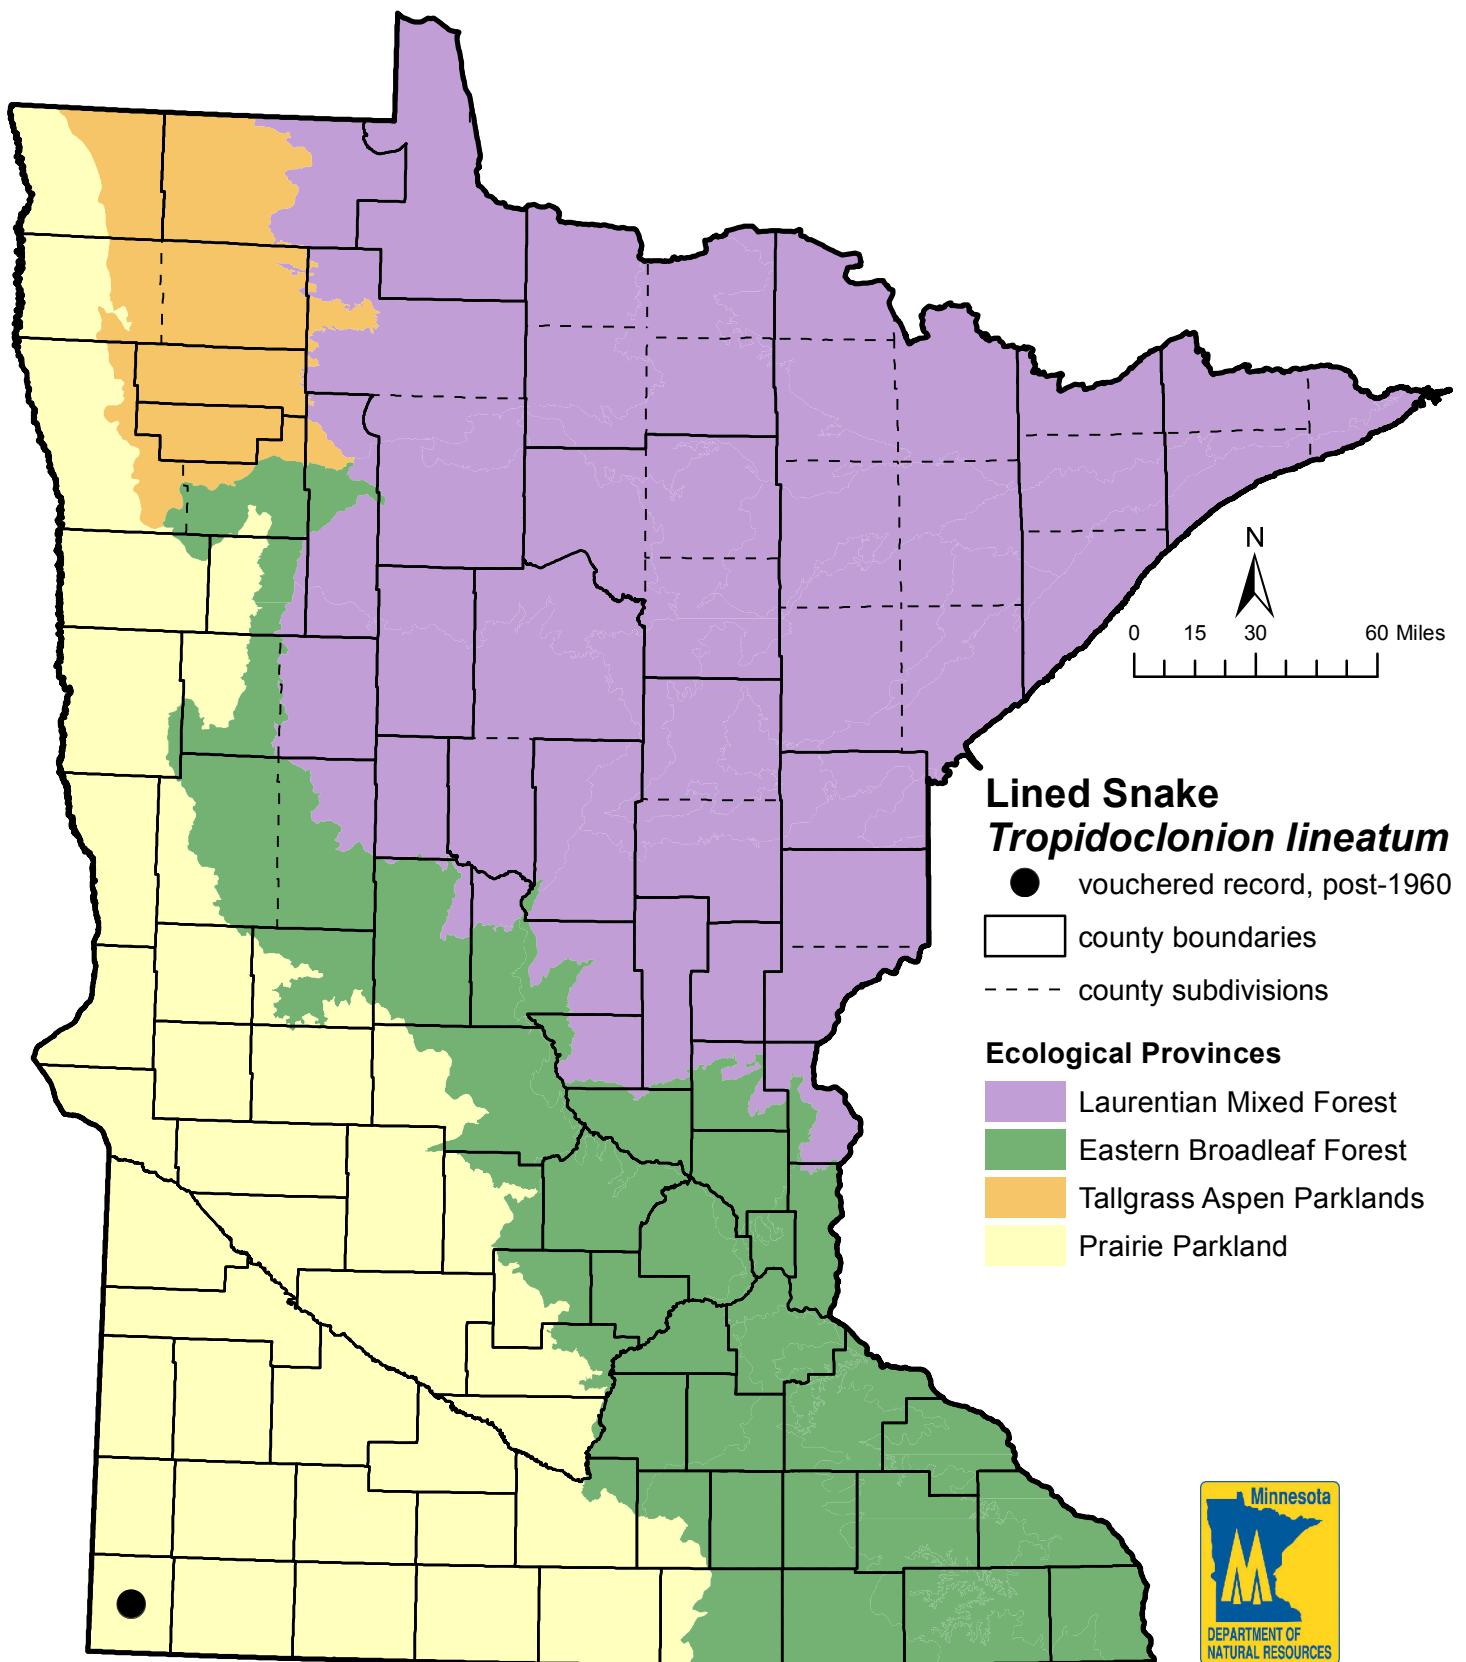 N
0 15 30 60 Miles
Lined Snake
Tropidoclonion lineatum
vouchered record, post-1960
county boundaries
county subdivisions
Ecological Provinces
Laurentian Mixed Forest
Eastern Broadleaf Forest
Tallgrass Aspen Parklands
Prairie Parkland
Minnesota
DEPARTMENT OF
NATURAL RESOURCES